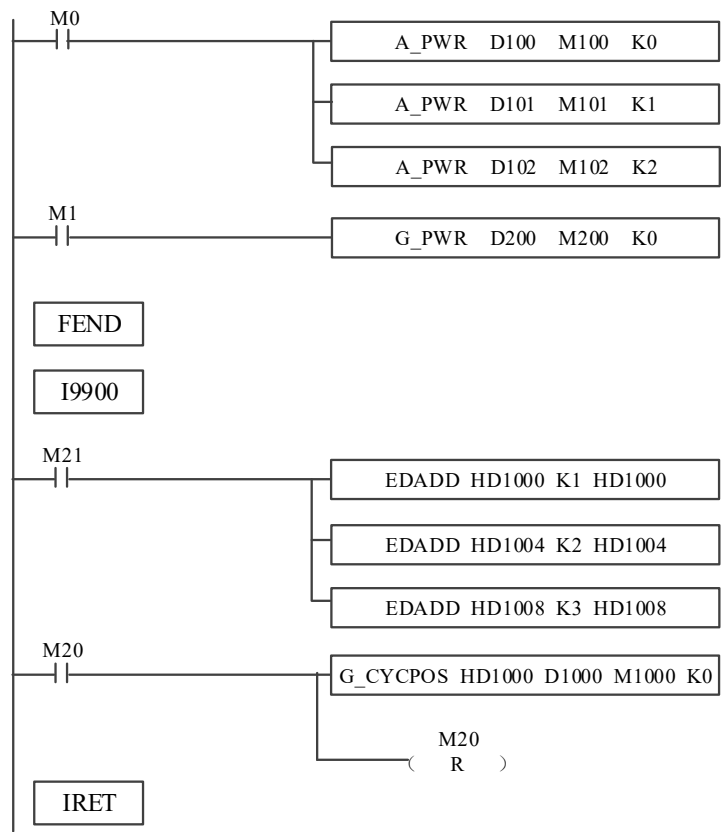 M0
A_PWR D100 M100 K0
A_PWR D101 M101 K1
A_PWR D102 M102 K2
M1
G_PWR D200 M200 K0
FEND
I9900
M21
EDADD HD1000 K1 HD1000
EDADD HD1004 K2 HD1004
EDADD HD1008 K3 HD1008
M20
G_CYCPOS HD1000 D1000 M1000 K0
M20
( R )
IRET